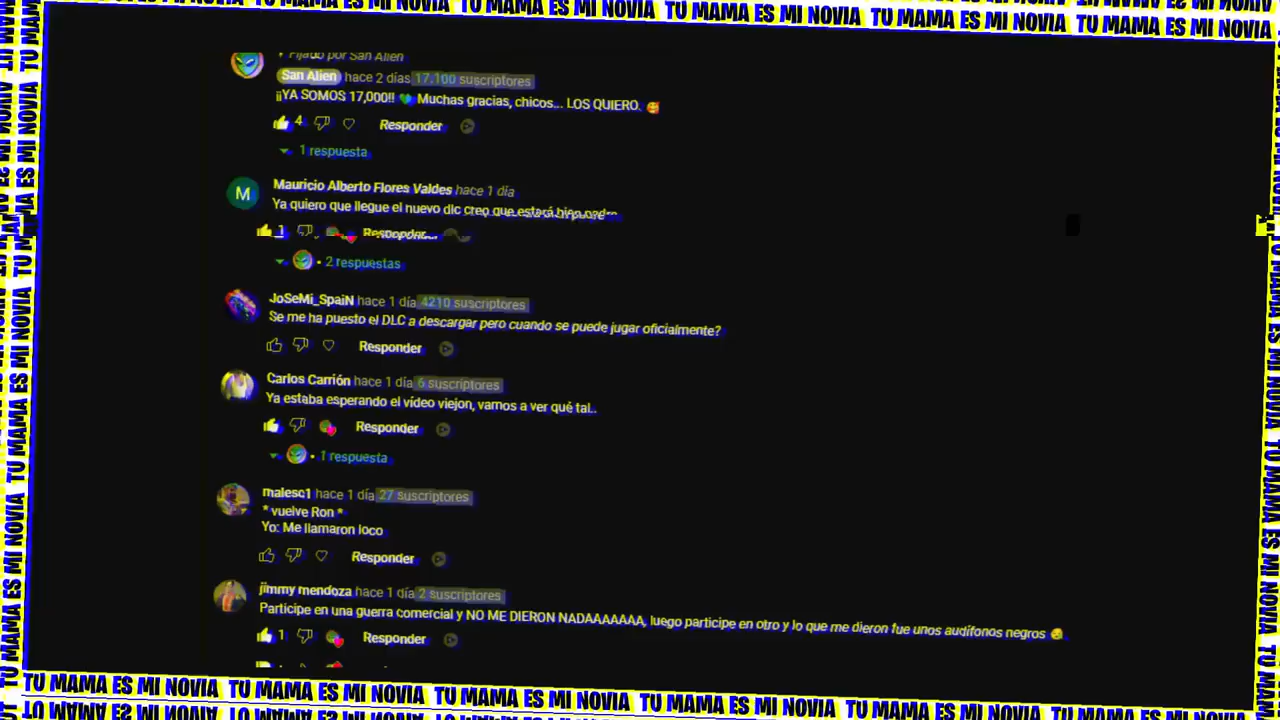 TU MAMA ES MI NOVIA TU MAMA ES MI NOVIA TU MAMA ES MI NOVIA TU MAMA ES MI NOVIA TU MAMA ES MI NOVIA TU MAMA ES MI NOVIA
• Fijado por San Alien
San Alien hace 2 días 17.100 suscriptores
¡¡YA SOMOS 17,000!! 💚 Muchas gracias, chicos... LOS QUIERO. 🥰
4 Responder
1 respuesta
M Mauricio Alberto Flores Valdes hace 1 día
Ya quiero que llegue el nuevo dlc creo que estará bien padre
1 Responder
• 2 respuestas
JoSeMi_SpaiN hace 1 día 4210 suscriptores
Se me ha puesto el DLC a descargar pero cuando se puede jugar oficialmente?
Responder
Carlos Carrión hace 1 día 6 suscriptores
Ya estaba esperando el vídeo viejon, vamos a ver qué tal..
Responder
• 1 respuesta
malesc1 hace 1 día 27 suscriptores
* vuelve Ron *
Yo: Me llamaron loco
Responder
jimmy mendoza hace 1 día 2 suscriptores
Participe en una guerra comercial y NO ME DIERON NADAAAAAAA, luego participe en otro y lo que me dieron fue unos audífonos negros 😥
1 Responder
TU MAMA ES MI NOVIA TU MAMA ES MI NOVIA TU MAMA ES MI NOVIA TU MAMA ES MI NOVIA TU MAMA ES MI NOVIA TU MAMA ES MI NOVIA